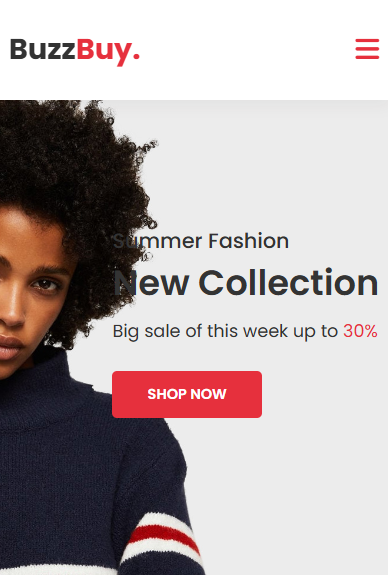 BuzzBuy.
Summer Fashion
New Collection
Big sale of this week up to 30%
SHOP NOW